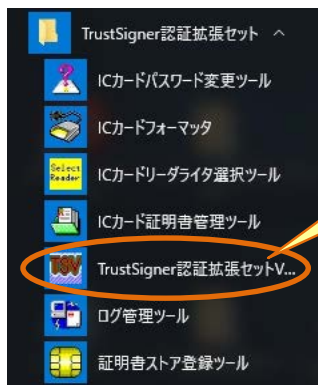 TrustSigner認証拡張セット
ICカードパスワード変更ツール
ICカードフォーマッタ
Select
Reader
ICカードリーダライタ選択ツール
ICカード証明書管理ツール
TSV
TrustSigner認証拡張セットV...
ログ管理ツール
証明書ストア登録ツール